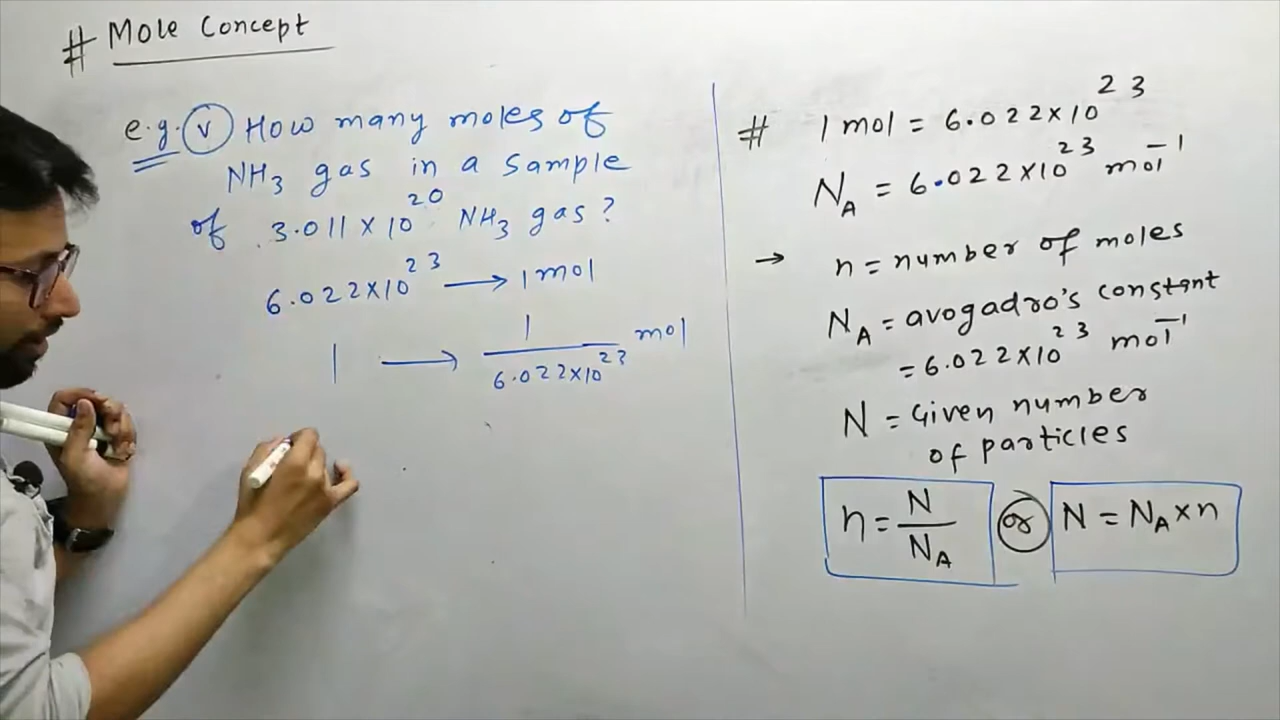 # Mole Concept
e.g. (v) How many moles of
NH₃ gas in a sample
of 3.011×10²⁰ NH₃ gas?
6.022×10²³ → 1 mol
1 → 1/6.022×10²³ mol
# 1 mol = 6.022×10²³
N_A = 6.022×10²³ mol⁻¹
→ n = number of moles
N_A = avogadro's constant
= 6.022×10²³ mol⁻¹
N = Given number
of particles
n = N/N_A or N = N_A × n